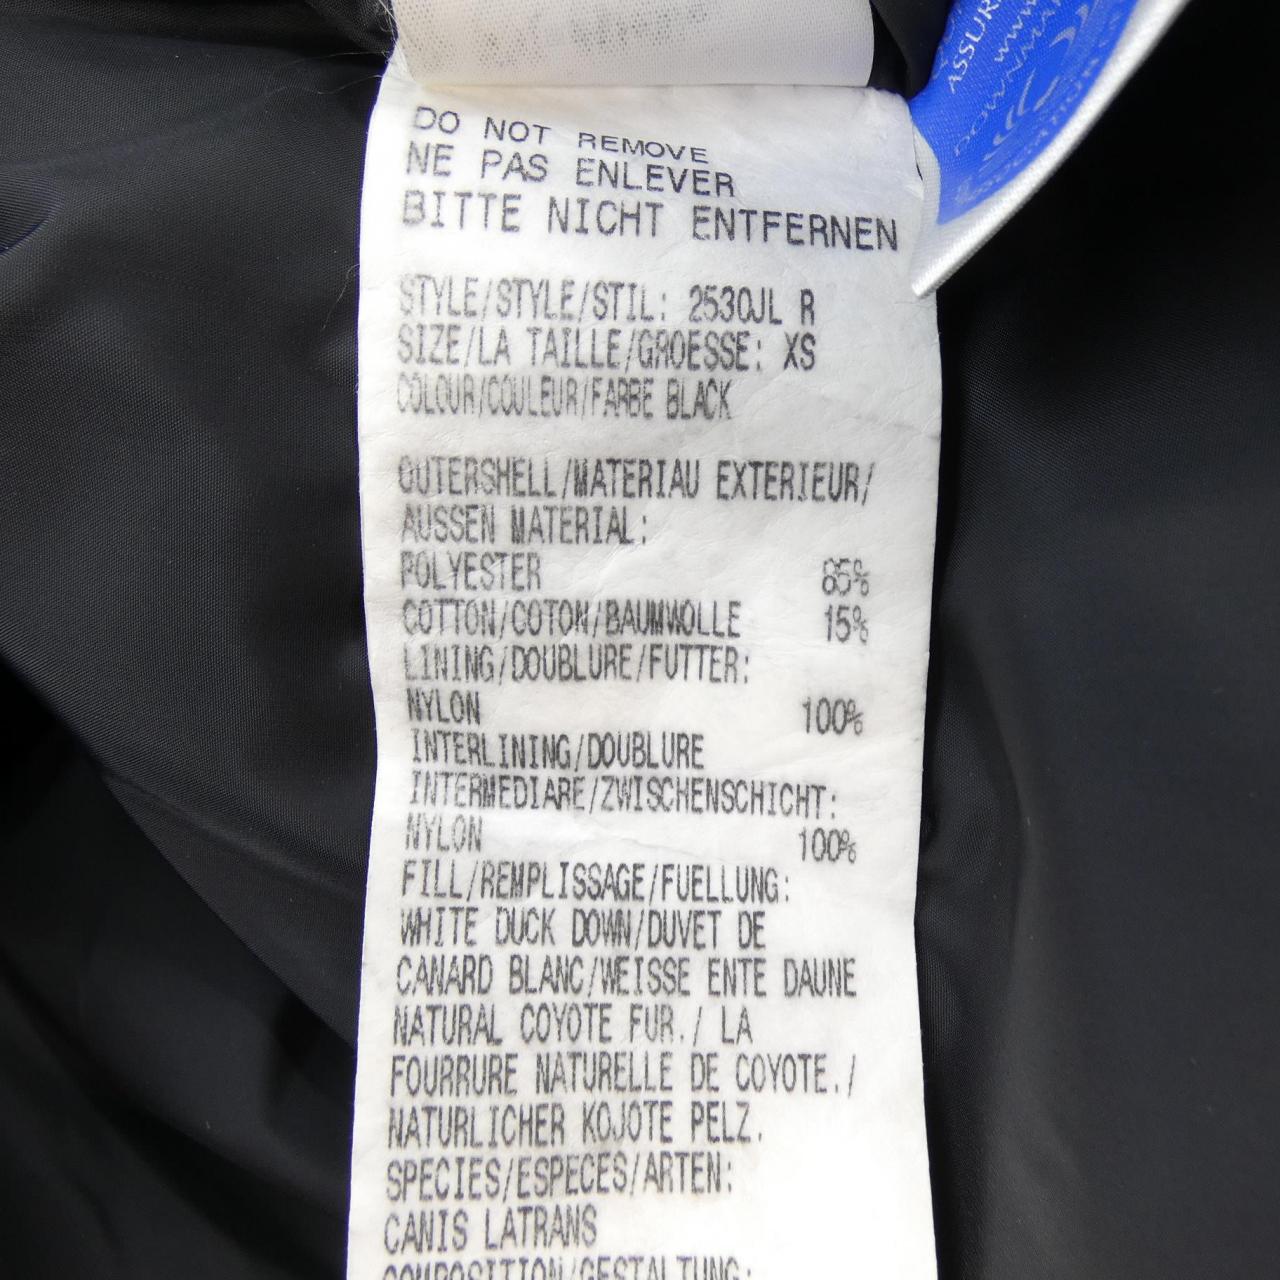 DO NOT REMOVE
NE PAS ENLEVER
BITTE NICHT ENTFERNEN
STYLE/STYLE/STIL: 2530JL R
SIZE/LA TAILLE/GROESSE: XS
COLOUR/COULEUR/FARBE BLACK
OUTERSHELL/MATERIAU EXTERIEUR/
AUSSEN MATERIAL:
POLYESTER 85%
COTTON/COTON/BAUMWOLLE 15%
LINING/DOUBLURE/FUTTER:
NYLON 100%
INTERLINING/DOUBLURE
INTERMEDIARE/ZWISCHENSCHICHT:
NYLON 100%
FILL/REMPLISSAGE/FUELLUNG:
WHITE DUCK DOWN/DUVET DE
CANARD BLANC/WEISSE ENTE DAUNE
NATURAL COYOTE FUR./ LA
FOURRURE NATURELLE DE COYOTE./
NATURLICHER KOJOTE PELZ.
SPECIES/ESPECES/ARTEN:
CANIS LATRANS
COMPOSITION/GESTALTUNG: